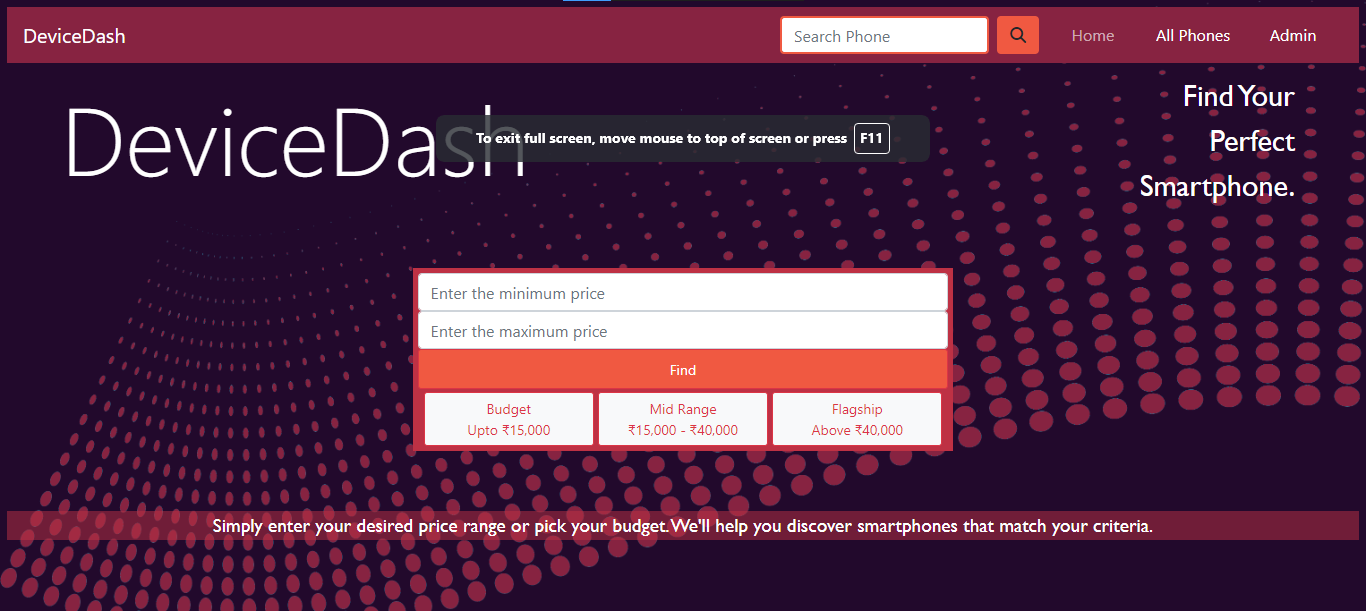 DeviceDash
Search Phone
Home
All Phones
Admin
DeviceDash
Find Your
Perfect
Smartphone.
To exit full screen, move mouse to top of screen or press F11
Enter the minimum price
Enter the maximum price
Find
Budget
Upto ₹15,000
Mid Range
₹15,000 - ₹40,000
Flagship
Above ₹40,000
Simply enter your desired price range or pick your budget.We'll help you discover smartphones that match your criteria.